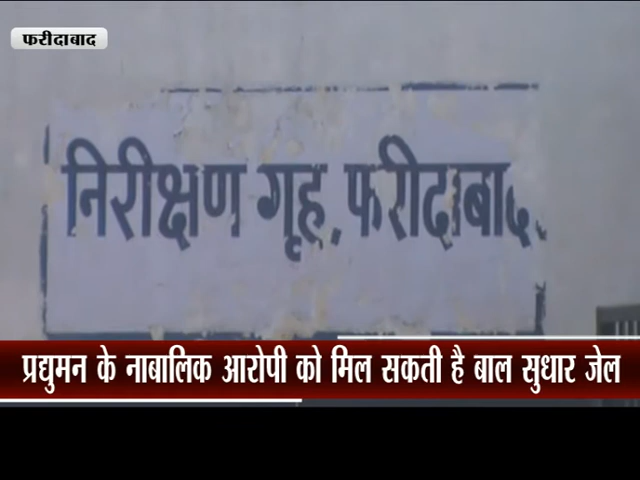 फरीदाबाद
निरीक्षण गृह, फरीदाबाद
प्रद्युमन के नाबालिक आरोपी को मिल सकती है बाल सुधार जेल